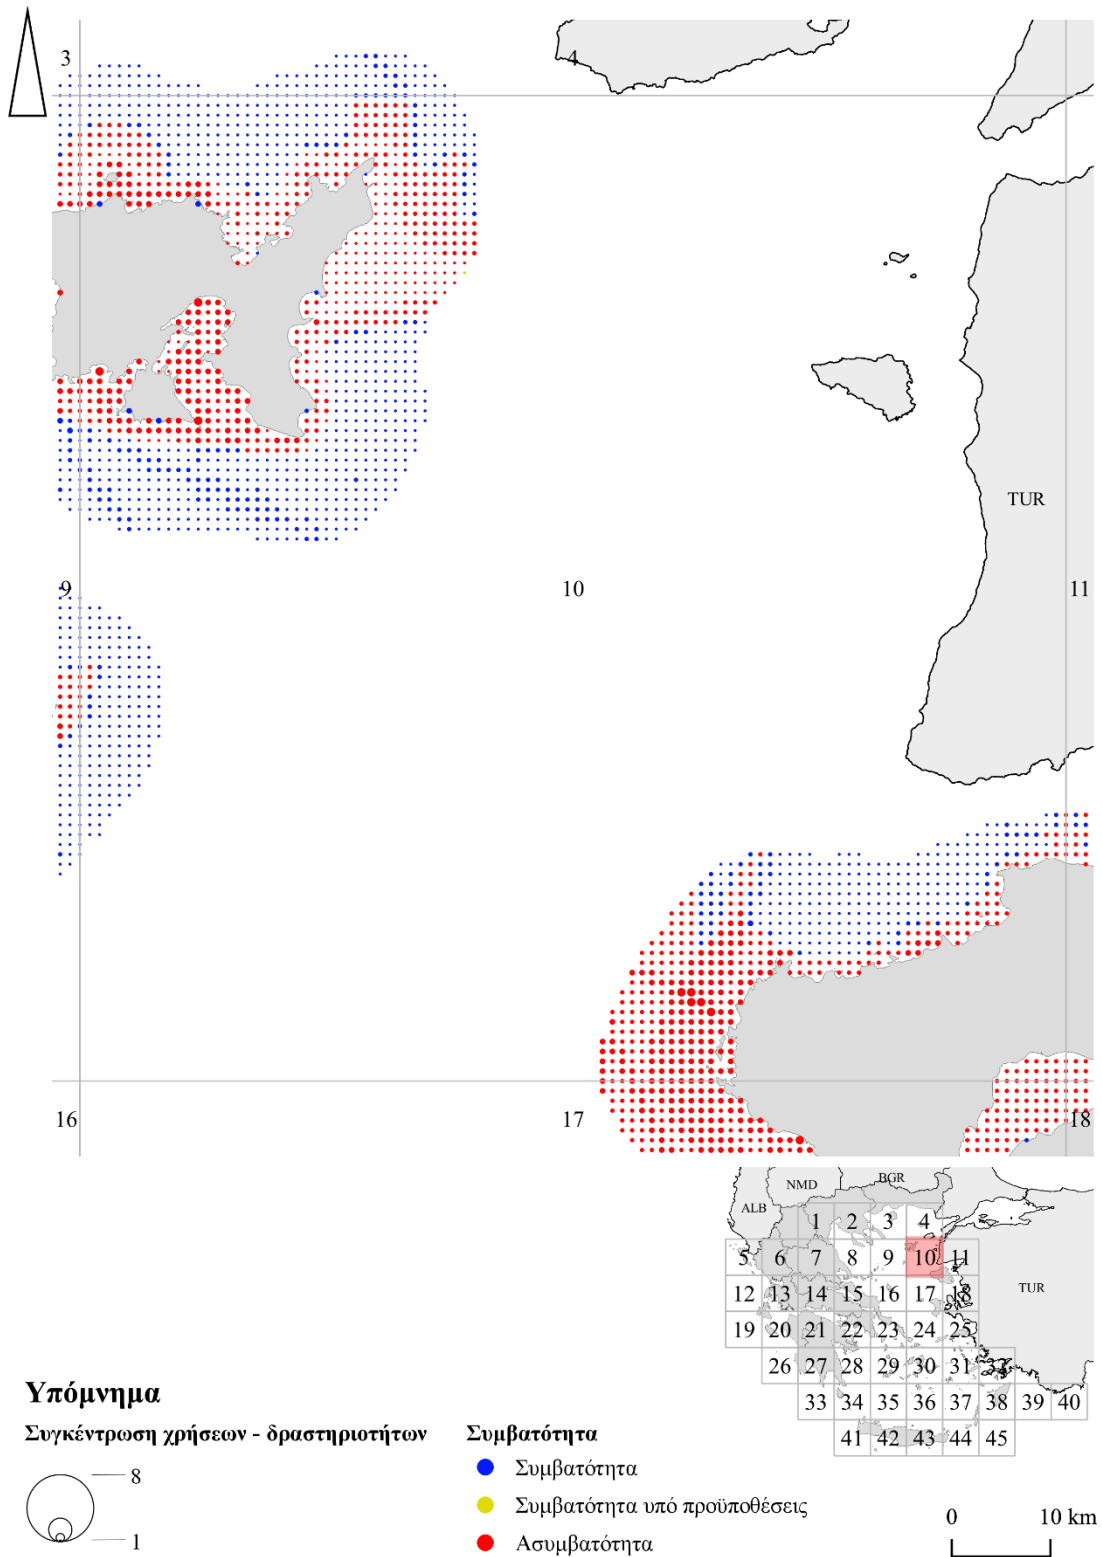 3 4
TUR
9 10 11
16 17 18
NMD BGR
ALB
1 2 3 4
5 6 7 8 9 10 11
TUR
12 13 14 15 16 17 18
19 20 21 22 23 24 25
26 27 28 29 30 31 32
33 34 35 36 37 38 39 40
41 42 43 44 45
Υπόμνημα
Συγκέντρωση χρήσεων - δραστηριοτήτων
8
1
Συμβατότητα
Συμβατότητα
Συμβατότητα υπό προϋποθέσεις
Ασυμβατότητα
0 10 km